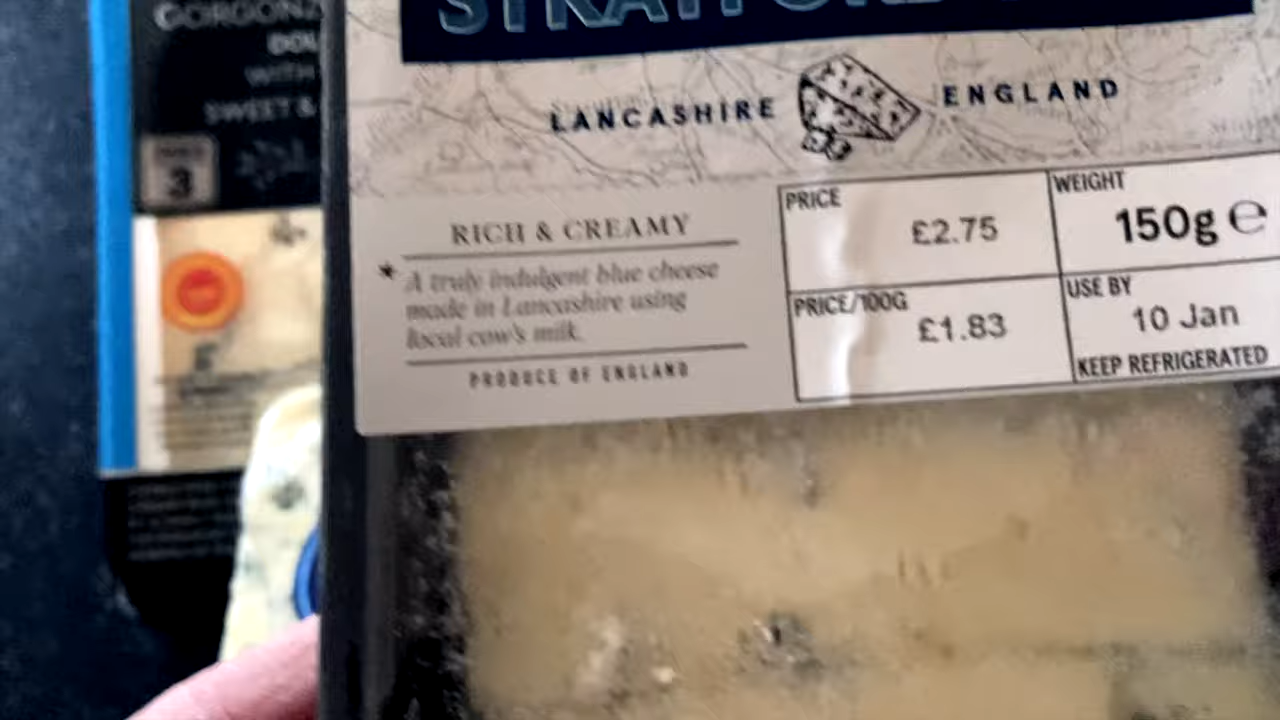 GORGONZ
DOL
WITH
SWEET &
3
STRATFORD
LANCASHIRE ENGLAND
RICH & CREAMY
* A truly indulgent blue cheese
made in Lancashire using
local cow's milk.
PRODUCE OF ENGLAND
PRICE
£2.75
WEIGHT
150g e
PRICE/100G
£1.83
USE BY
10 Jan
KEEP REFRIGERATED